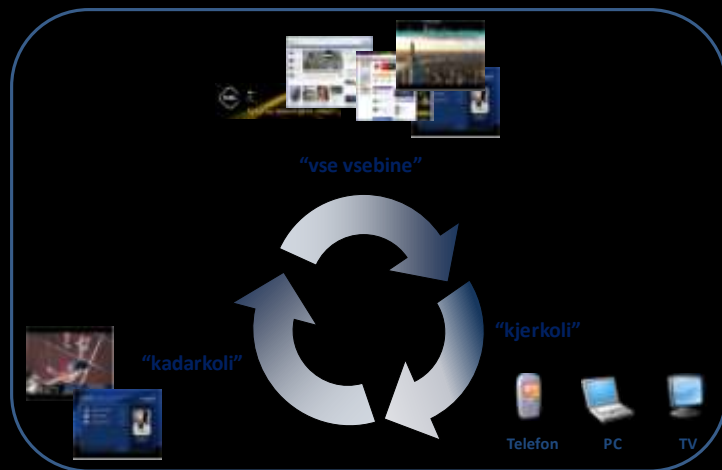 “vse vsebine”
“kjerkoli”
“kadarkoli”
Telefon
PC
TV